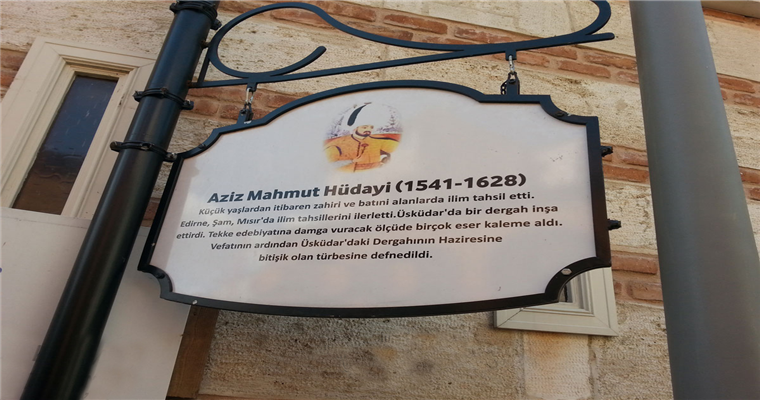 Aziz Mahmut Hüdayi (1541-1628)
Küçük yaşlardan itibaren zahiri ve batıni alanlarda ilim tahsil etti.
Edirne, Şam, Mısır'da ilim tahsillerini ilerletti.Üsküdar'da bir dergah inşa
ettirdi. Tekke edebiyatına damga vuracak ölçüde birçok eser kaleme aldı.
Vefatının ardından Üsküdar'daki Dergahının Haziresine
bitişik olan türbesine defnedildi.